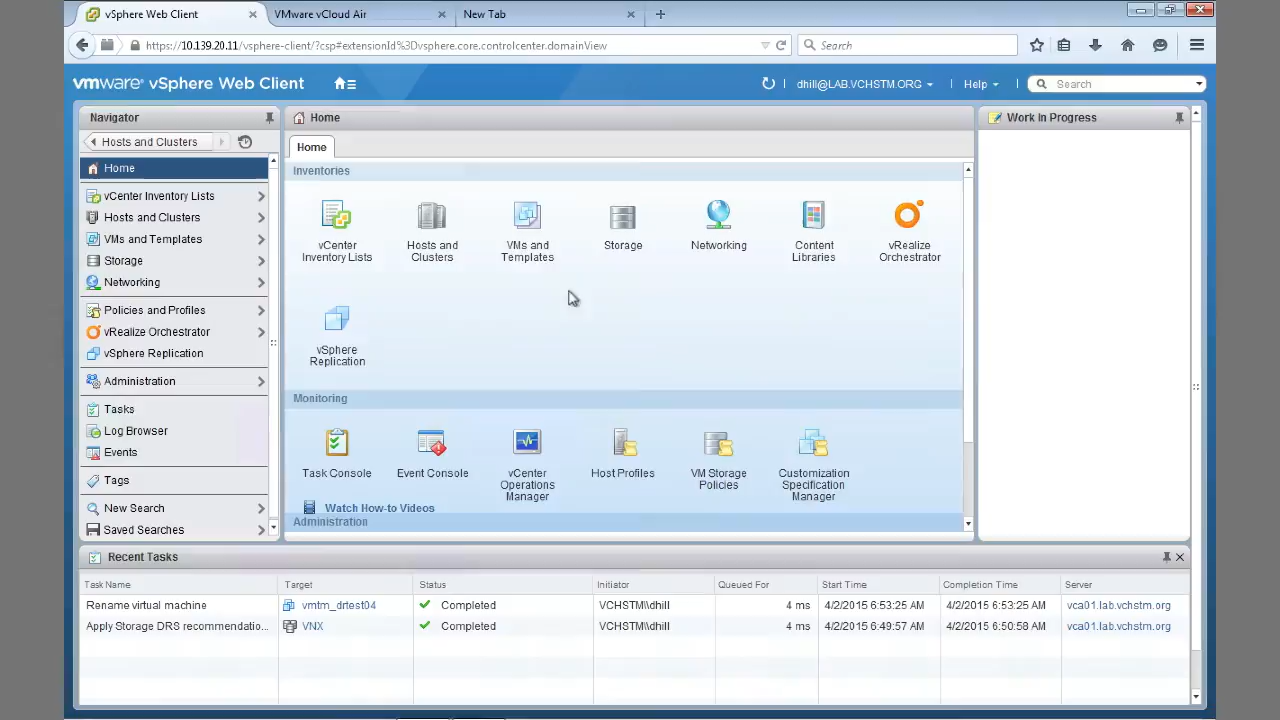 vSphere Web Client
VMware vCloud Air
New Tab
https://10.139.20.11/vsphere-client/?csp#extensionId%3Dvsphere.core.controlcenter.domainView
Search
vmware® vSphere Web Client
dhill@LAB.VCHSTM.ORG
Help
Search
Navigator
Hosts and Clusters
Home
vCenter Inventory Lists
Hosts and Clusters
VMs and Templates
Storage
Networking
Policies and Profiles
vRealize Orchestrator
vSphere Replication
Administration
Tasks
Log Browser
Events
Tags
New Search
Saved Searches
Home
Home
Inventories
vCenter
Inventory Lists
Hosts and
Clusters
VMs and
Templates
Storage
Networking
Content
Libraries
vRealize
Orchestrator
vSphere
Replication
Monitoring
Task Console
Event Console
vCenter
Operations
Manager
Host Profiles
VM Storage
Policies
Customization
Specification
Manager
Watch How-to Videos
Administration
Work In Progress
Recent Tasks
Task Name Target Status Initiator Queued For Start Time Completion Time Server
Rename virtual machine vmtm_drtest04 Completed VCHSTM\\dhill 4 ms 4/2/2015 6:53:25 AM 4/2/2015 6:53:25 AM vca01.lab.vchstm.org
Apply Storage DRS recommendatio... VNX Completed VCHSTM\\dhill 4 ms 4/2/2015 6:49:57 AM 4/2/2015 6:50:58 AM vca01.lab.vchstm.org